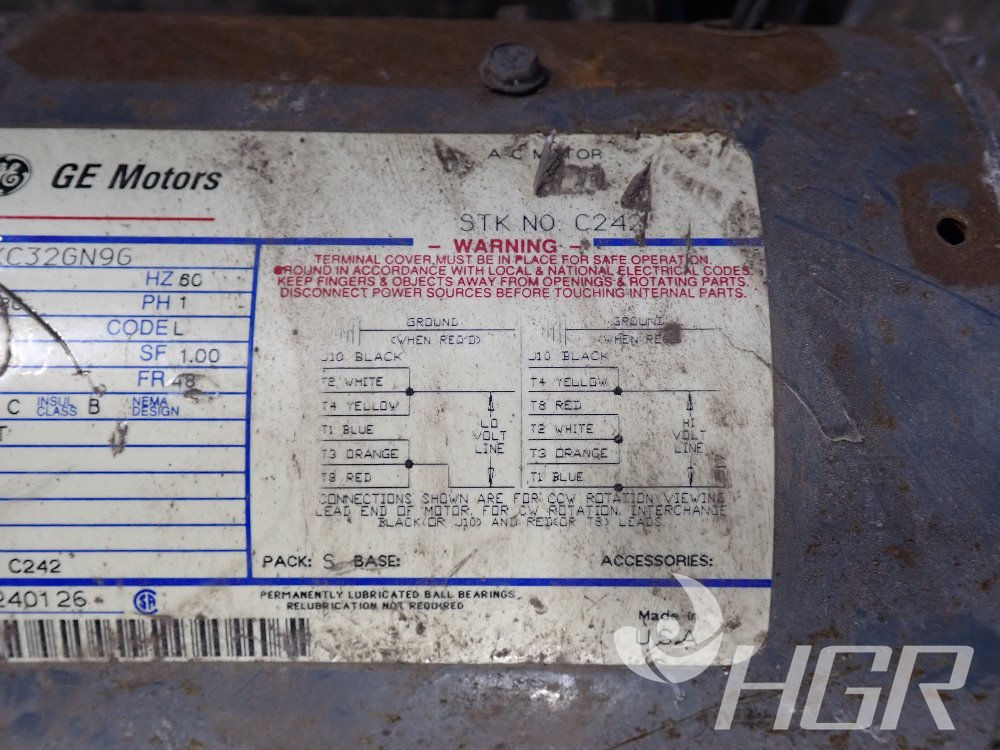 GE Motors
A-C MOTOR
STK NO C242
C32GN9G
HZ 60
PH 1
CODE L
SF 1.00
FR 48
C INSUL CLASS B NEMA DESIGN
T
C242
240126
- WARNING -
TERMINAL COVER MUST BE IN PLACE FOR SAFE OPERATION.
GROUND IN ACCORDANCE WITH LOCAL & NATIONAL ELECTRICAL CODES
KEEP FINGERS & OBJECTS AWAY FROM OPENINGS & ROTATING PARTS.
DISCONNECT POWER SOURCES BEFORE TOUCHING INTERNAL PARTS.
GROUND
(WHEN REQ'D)
J10 BLACK
T2 WHITE
T4 YELLOW
T1 BLUE
T3 ORANGE
T8 RED
LO
VOLT
LINE
GROUND
(WHEN REQ
J10 BLACK
T4 YELLOW
T8 RED
T2 WHITE
T3 ORANGE
T1 BLUE
HI
VOLT
LINE
CONNECTIONS SHOWN ARE FOR CCW ROTATION VIEWING
LEAD END OF MOTOR, FOR CW ROTATION, INTERCHANGE
BLACK(OR J10) AND RED(OR T8) LEADS.
PACK: S BASE: ACCESSORIES:
PERMANENTLY LUBRICATED BALL BEARINGS
RELUBRICATION NOT REQUIRED
Made in
U.S.A.
HGR